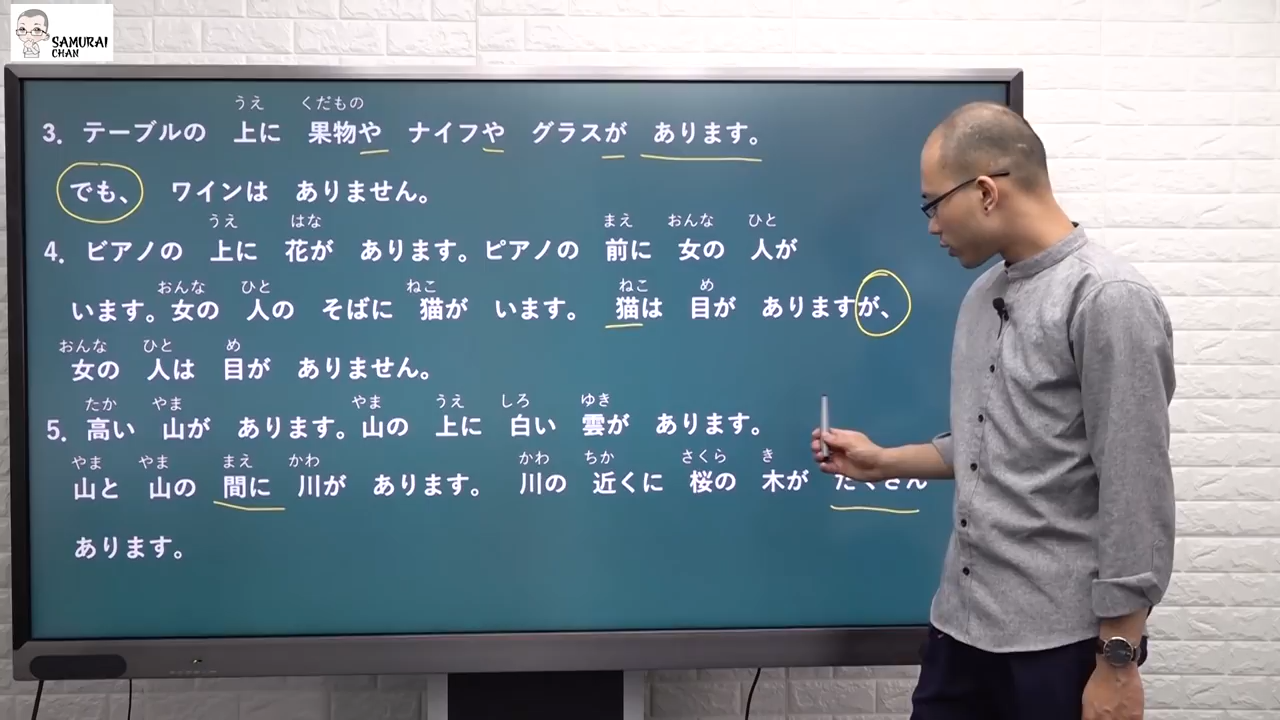 SAMURAI
CHAN
うえ くだもの
3. テーブルの 上に 果物や ナイフや グラスが あります。
でも、 ワインは ありません。
うえ はな まえ おんな ひと
4. ビアノの 上に 花が あります。ピアノの 前に 女の 人が
おんな ひと ねこ ねこ め
います。女の 人の そばに 猫が います。 猫は 目が ありますが、
おんな ひと め
女の 人は 目が ありません。
たか やま やま うえ しろ ゆき
5. 高い 山が あります。山の 上に 白い 雲が あります。
やま やま まえ かわ かわ ちか さくら き
山と 山の 間に 川が あります。 川の 近くに 桜の 木が たくさん
あります。